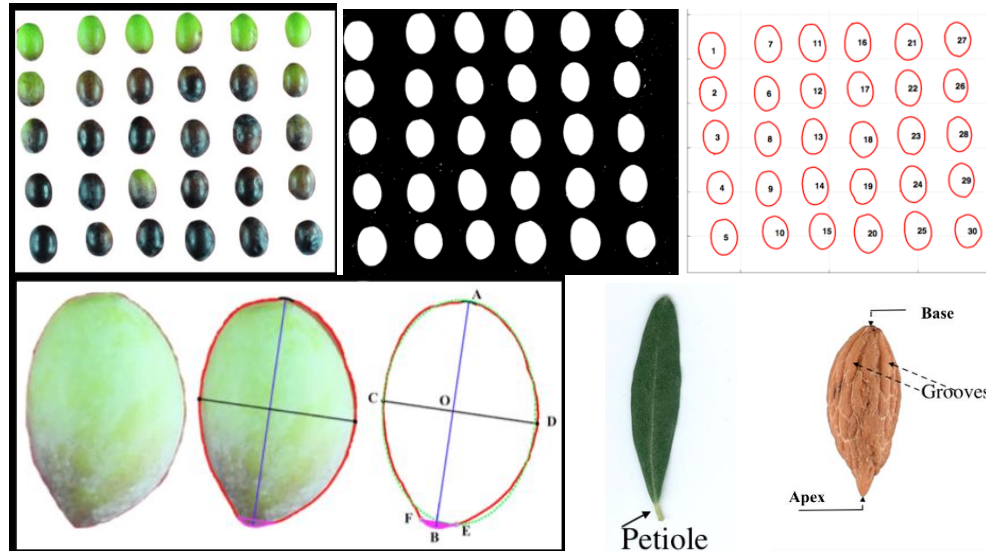 1 7 11 16 21 27
2 6 12 17 22 26
3 8 13 18 23 28
4 9 14 19 24 29
5 10 15 20 25 30
A
C O D
F E
B
Petiole
Base
Grooves
Apex